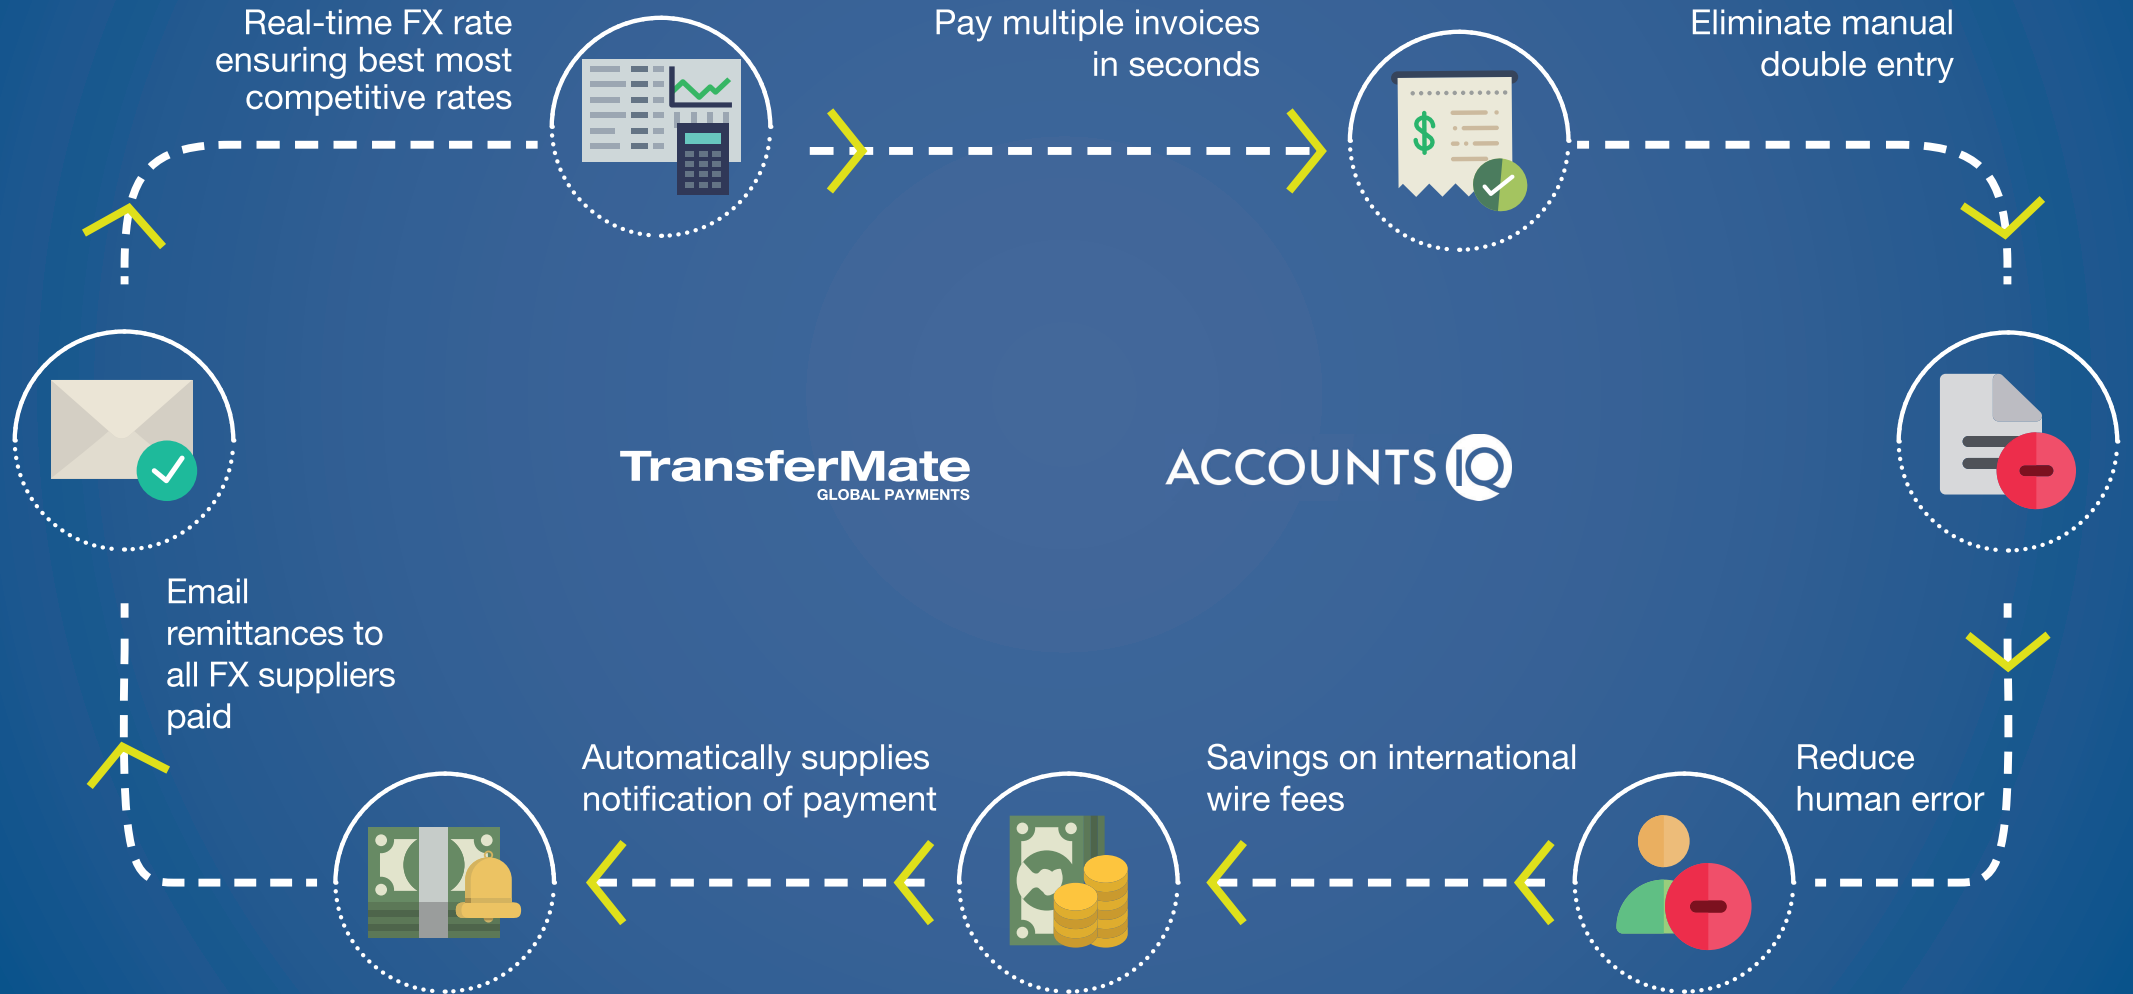 Real-time FX rate
ensuring best most
competitive rates
Pay multiple invoices
in seconds
Eliminate manual
double entry
TransferMate
GLOBAL PAYMENTS
ACCOUNTS IQ
Email
remittances to
all FX suppliers
paid
Automatically supplies
notification of payment
Savings on international
wire fees
Reduce
human error
$